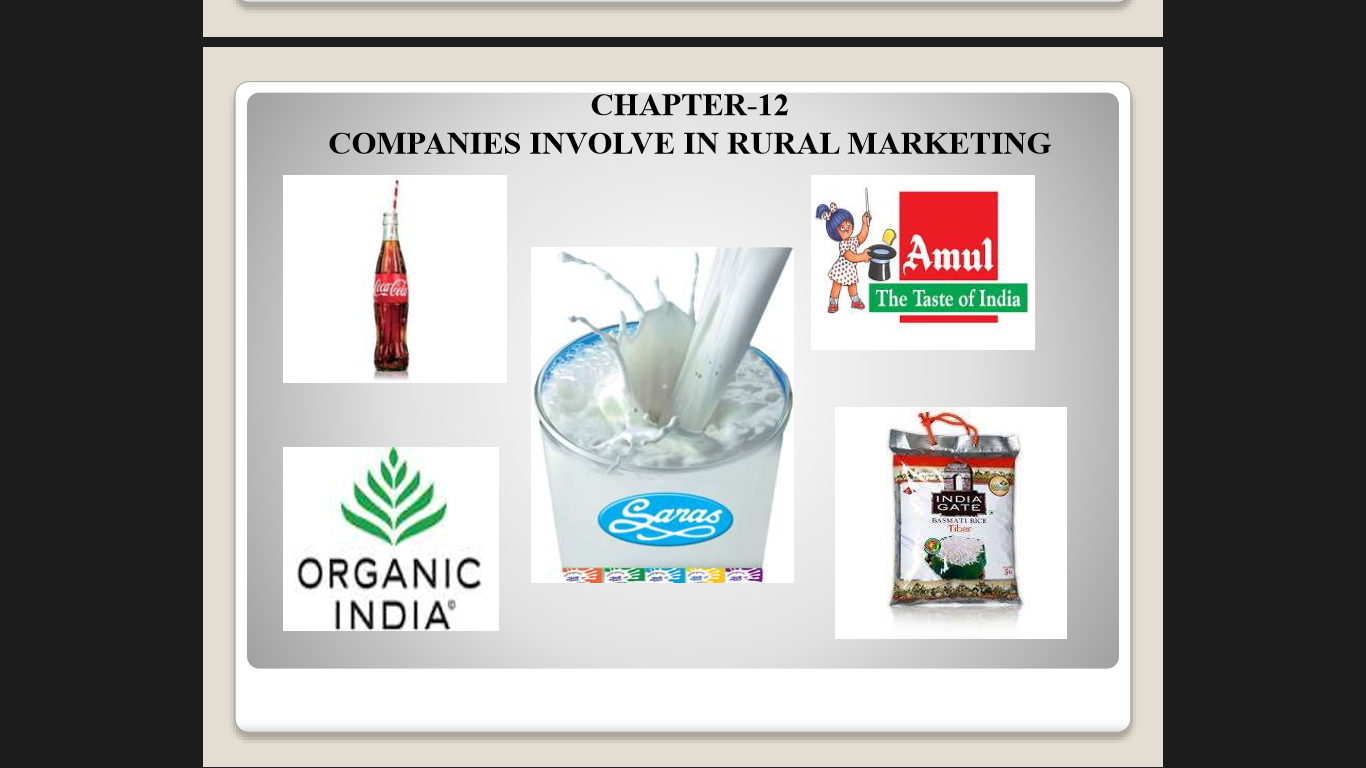 CHAPTER-12
COMPANIES INVOLVE IN RURAL MARKETING
Coca-Cola
Amul
The Taste of India
Saras
ORGANIC
INDIA©
INDIA
GATE
BASMATI RICE
Tibar